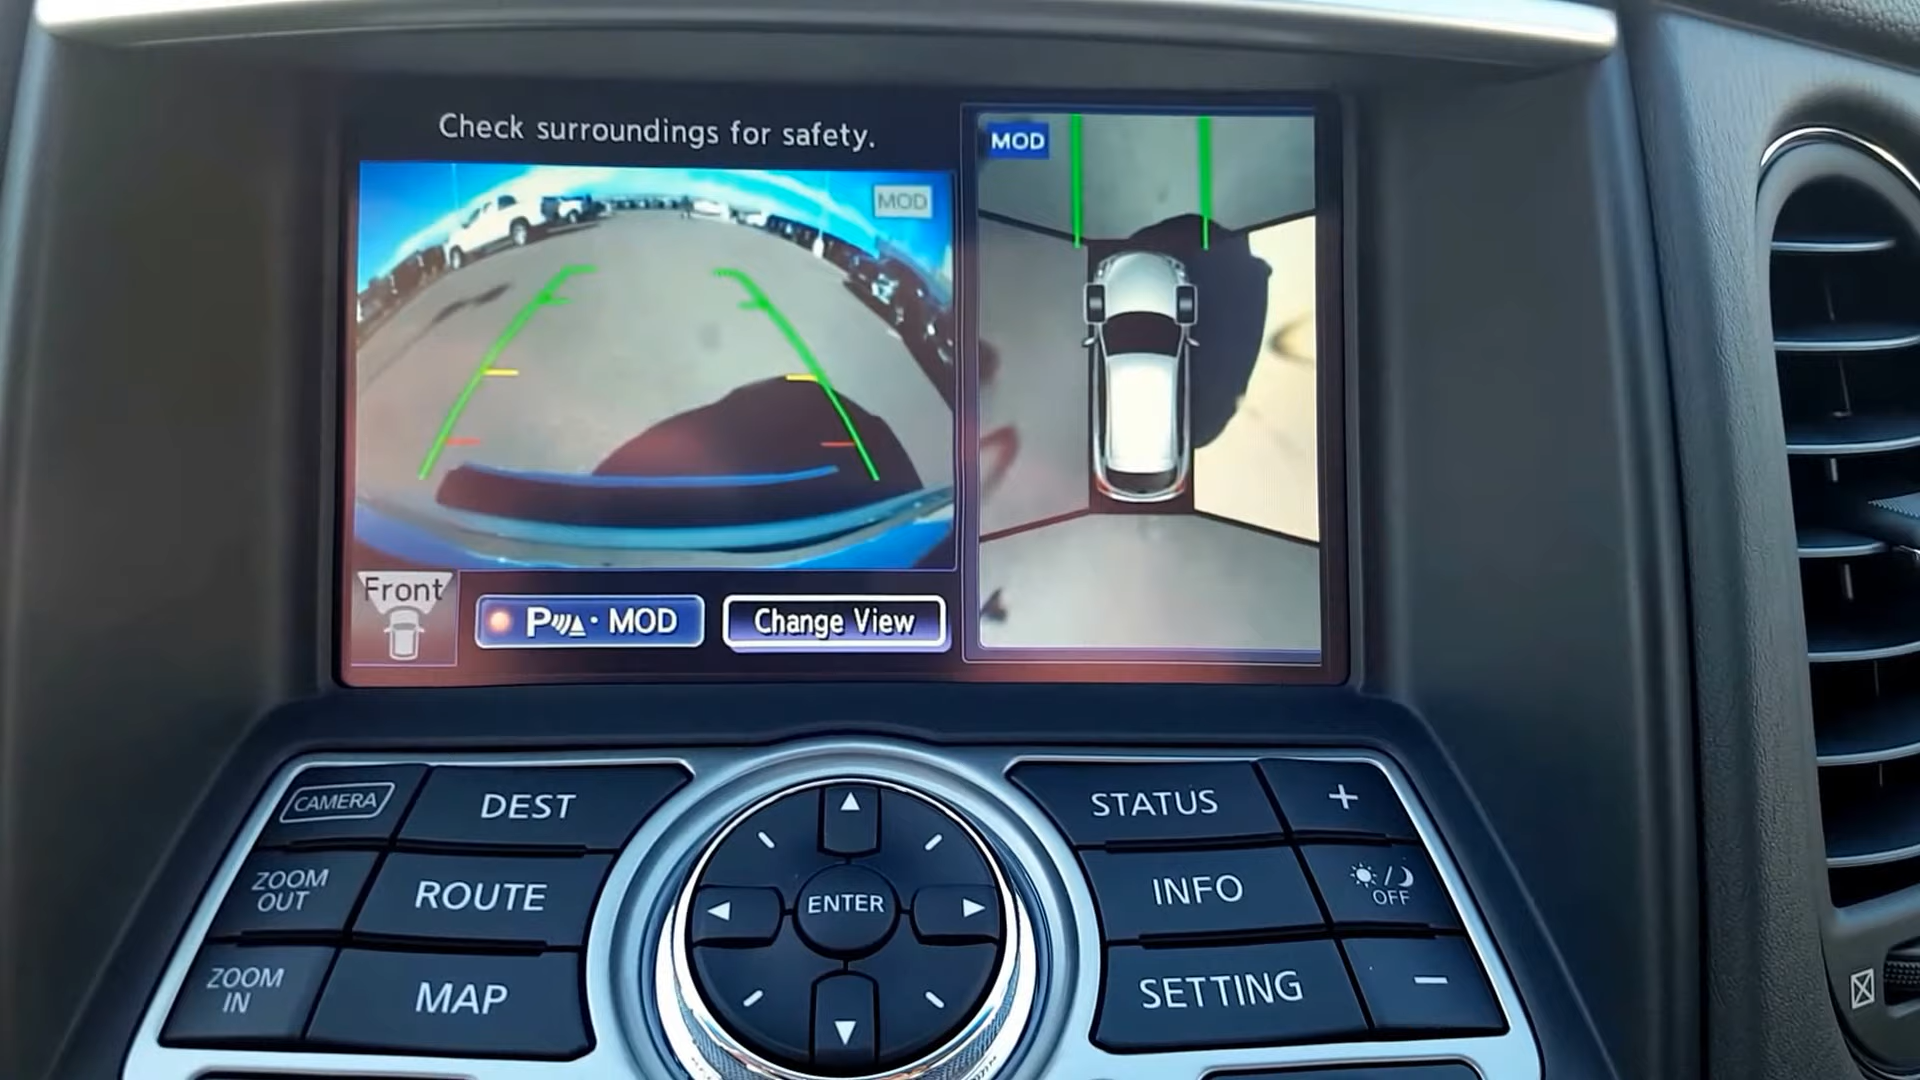 Check surroundings for safety.
MOD
MOD
Front
P · MOD
Change View
CAMERA
DEST
STATUS
+
ZOOM
OUT
ROUTE
ENTER
INFO
OFF
ZOOM
IN
MAP
SETTING
−